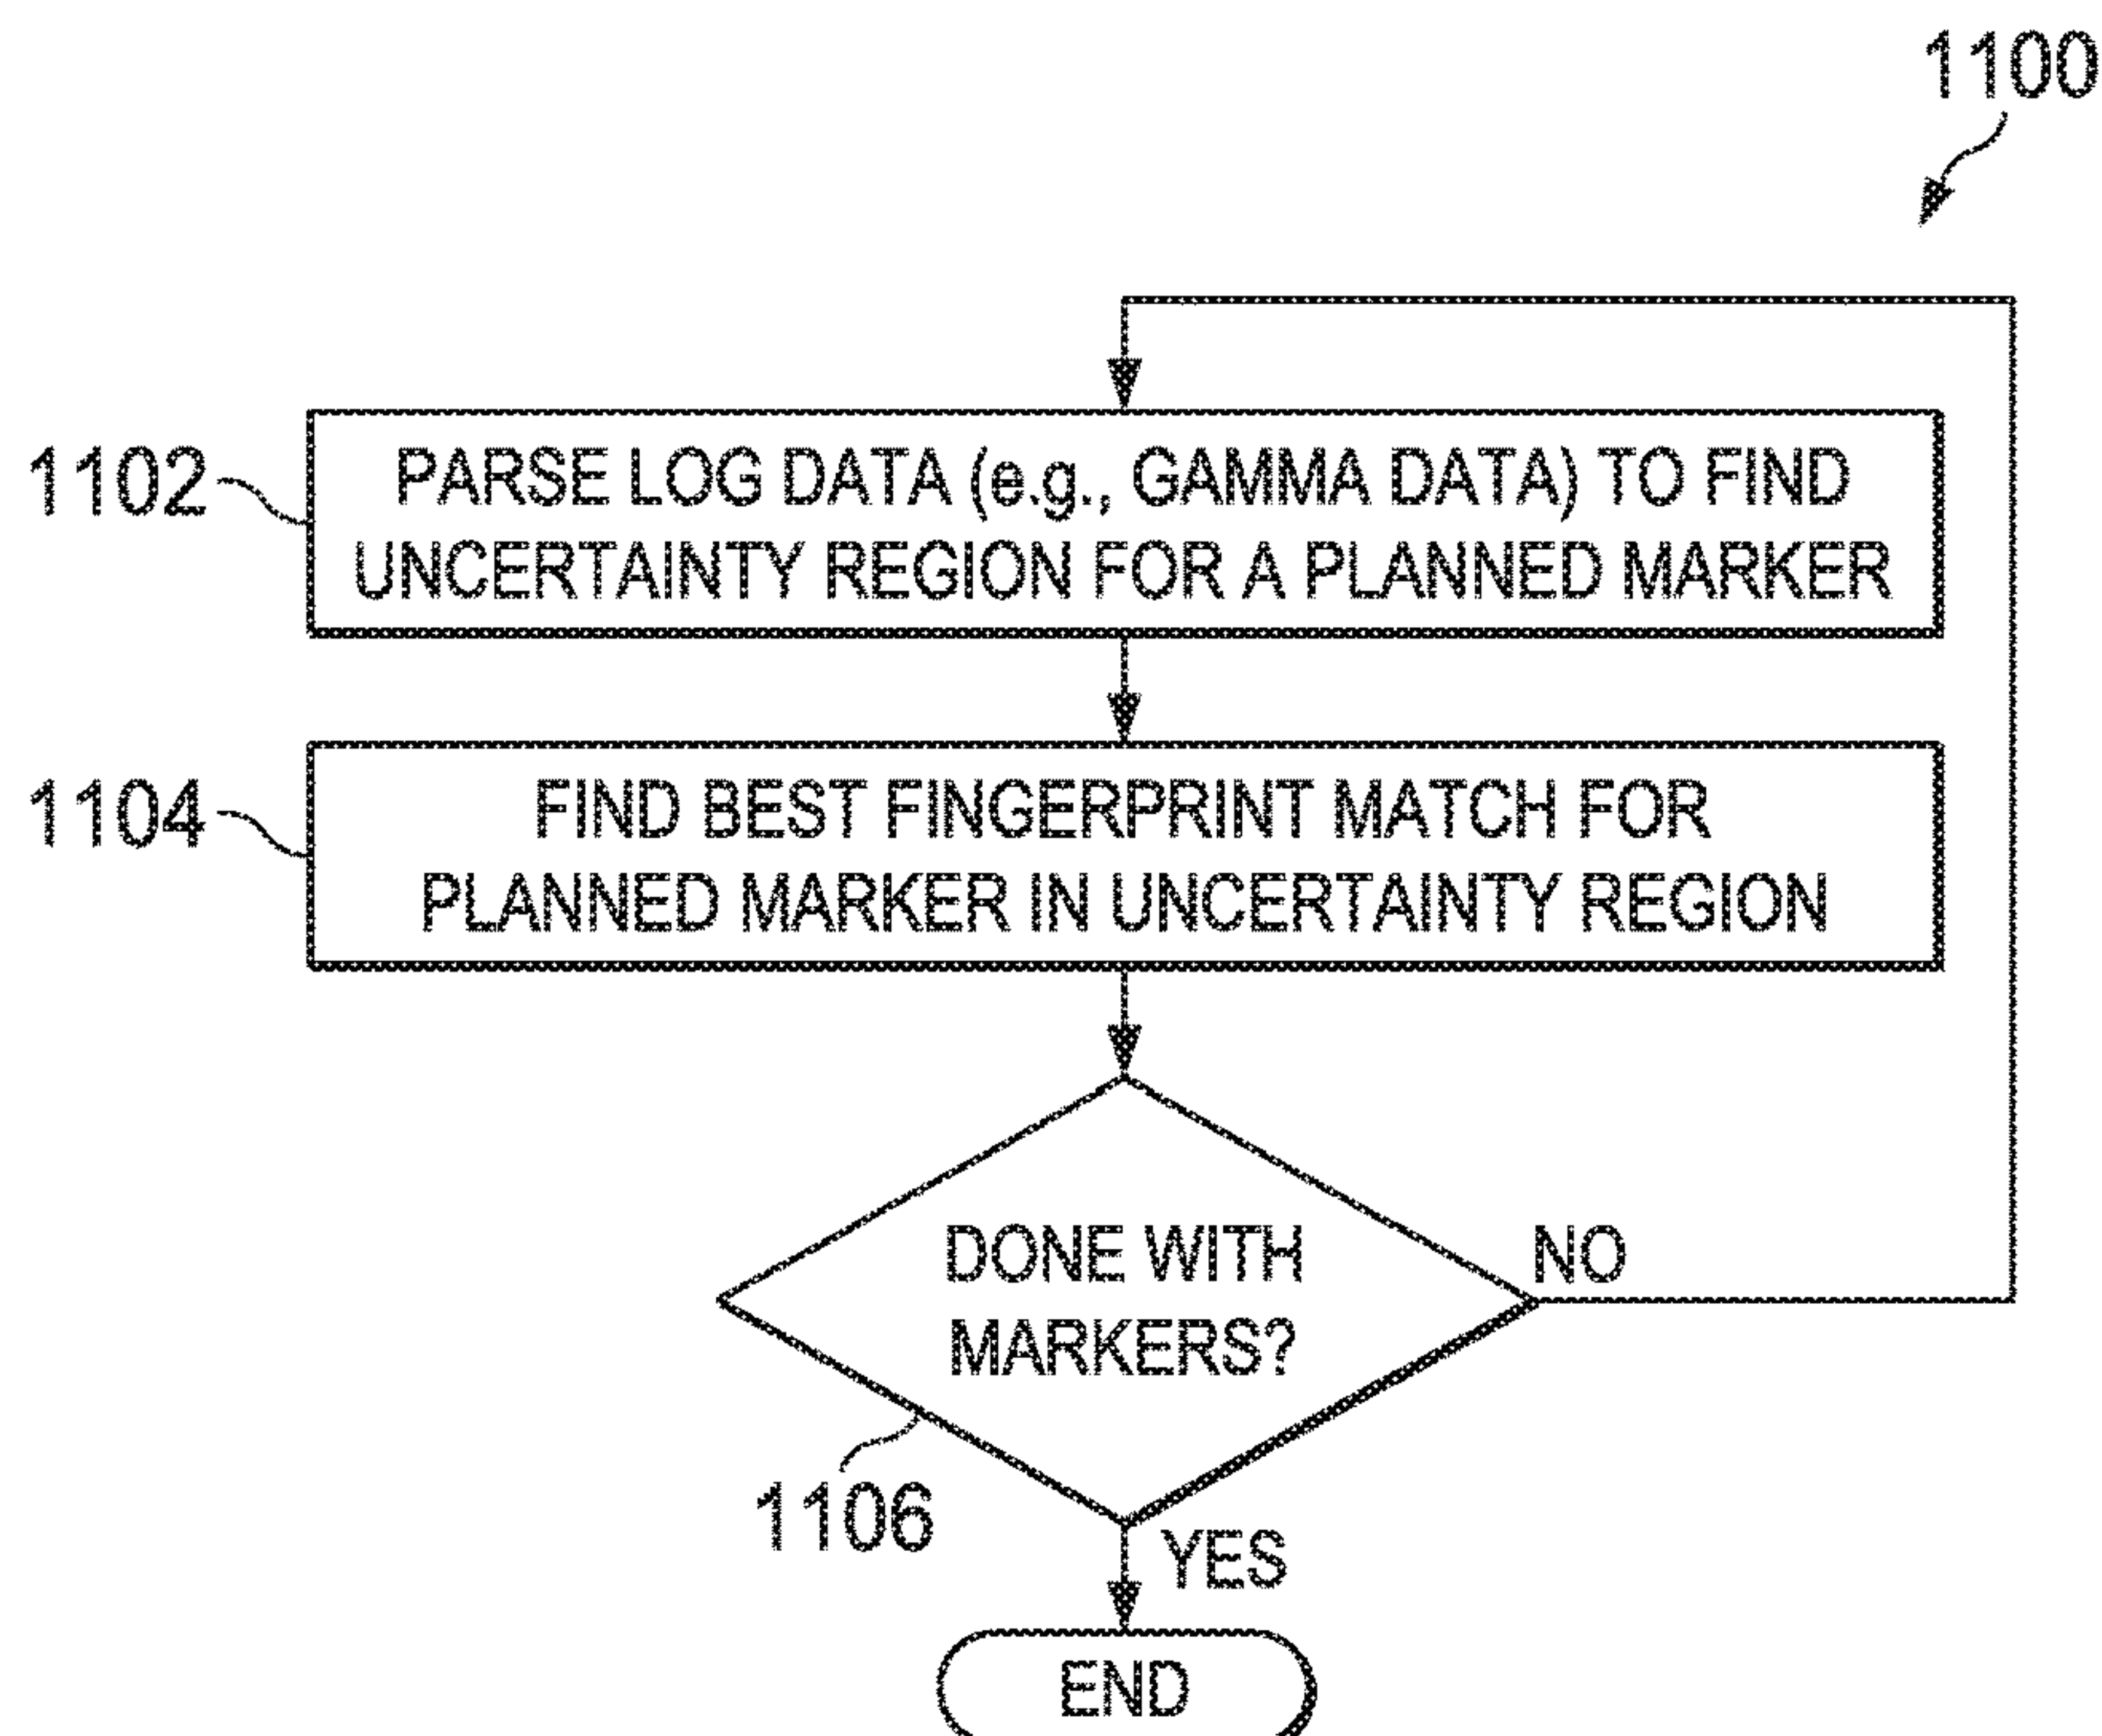 1100
1102
PARSE LOG DATA (e.g., GAMMA DATA) TO FIND
UNCERTAINTY REGION FOR A PLANNED MARKER
1104
FIND BEST FINGERPRINT MATCH FOR
PLANNED MARKER IN UNCERTAINTY REGION
DONE WITH
MARKERS?
NO
1106
YES
END